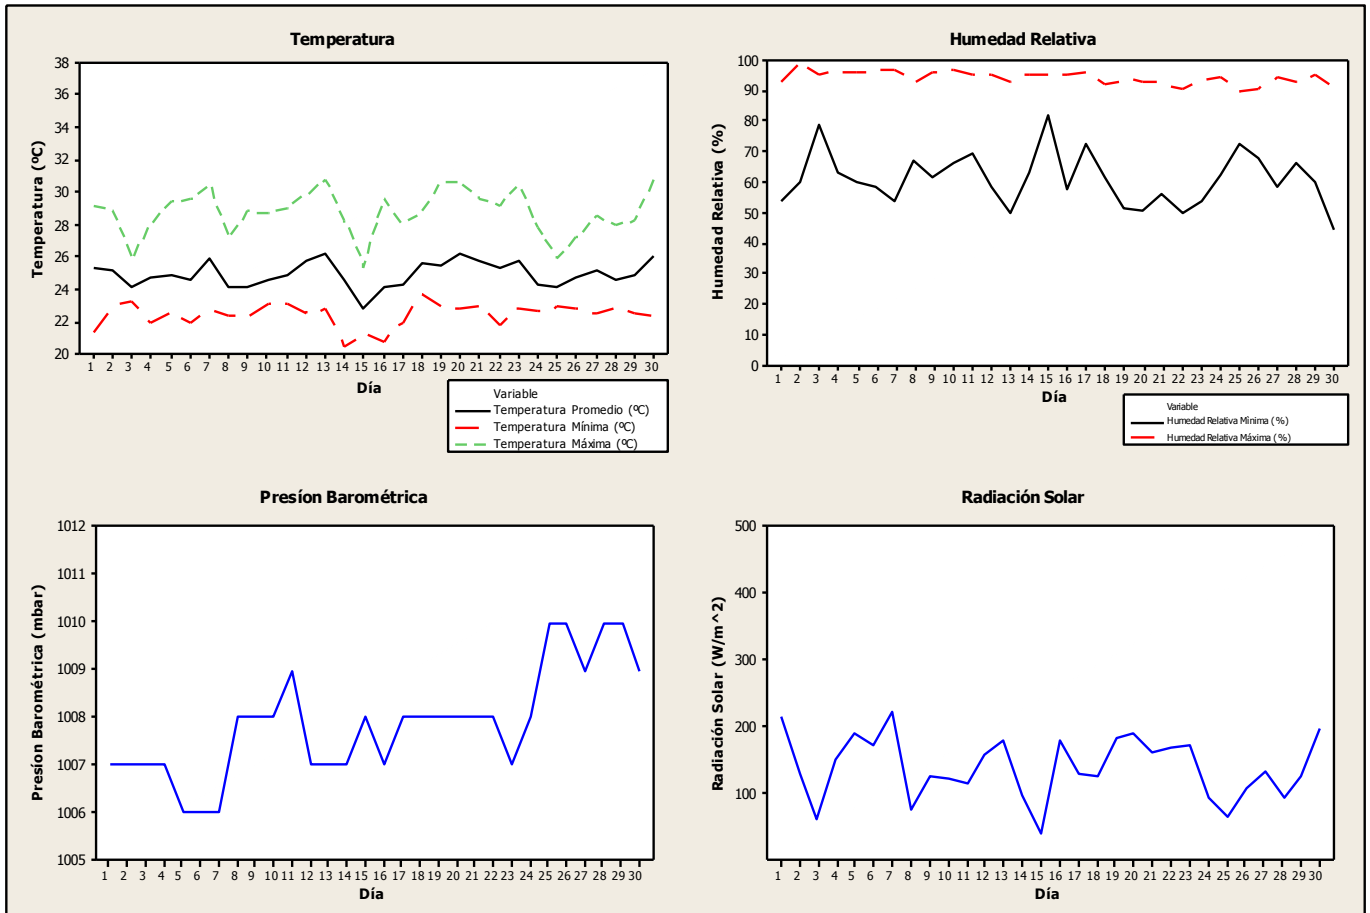 Temperatura
Temperatura (ºC)
38
36
34
32
30
28
26
24
22
20
1 2 3 4 5 6 7 8 9 10 11 12 13 14 15 16 17 18 19 20 21 22 23 24 25 26 27 28 29 30
Día
Variable
Temperatura Promedio (ºC)
Temperatura Mínima (ºC)
Temperatura Máxima (ºC)
Humedad Relativa
Humedad Relativa (%)
100
90
80
70
60
50
40
30
20
10
0
1 2 3 4 5 6 7 8 9 10 11 12 13 14 15 16 17 18 19 20 21 22 23 24 25 26 27 28 29 30
Día
Variable
Humedad Relativa Mìnima (%)
Humedad Relativa Máxima (%)
Presíon Barométrica
Presíon Barométrica (mbar)
1012
1011
1010
1009
1008
1007
1006
1005
1 2 3 4 5 6 7 8 9 10 11 12 13 14 15 16 17 18 19 20 21 22 23 24 25 26 27 28 29 30
Día
Radiación Solar
Radiación Solar (W/m^2)
500
400
300
200
100
1 2 3 4 5 6 7 8 9 10 11 12 13 14 15 16 17 18 19 20 21 22 23 24 25 26 27 28 29 30
Día